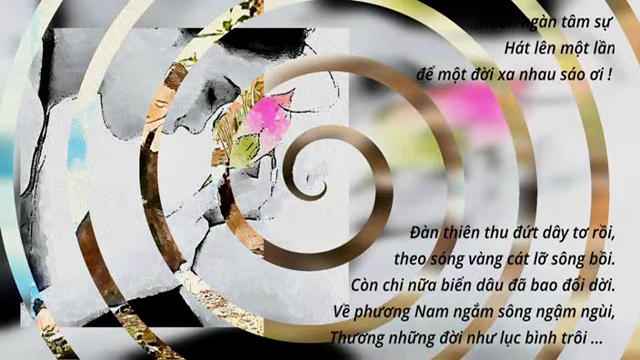 ngàn tâm sự
Hát lên một lần
để một đời xa nhau sáo ơi !
Đàn thiên thu đứt dây tơ rồi,
theo sóng vàng cát lỡ sông bồi.
Còn chi nữa biển dâu đã bao đổi dời.
Về phương Nam ngắm sông ngậm ngùi,
Thương những đời như lục bình trôi ...